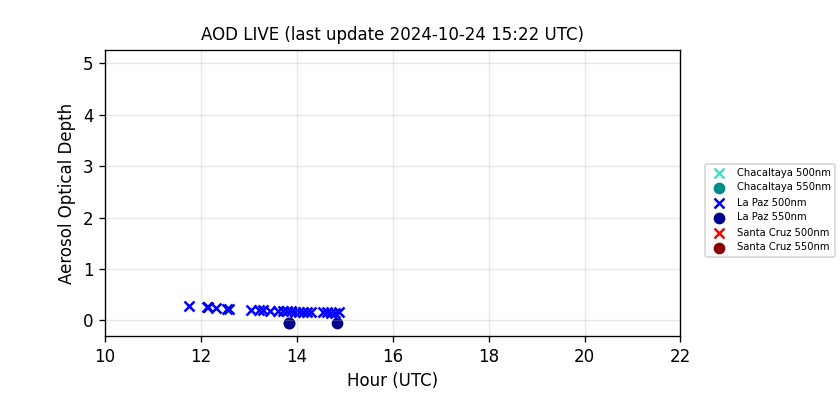 AOD LIVE (last update 2024-10-24 15:22 UTC)
Aerosol Optical Depth
5
4
3
2
1
0
10 12 14 16 18 20 22
Hour (UTC)
Chacaltaya 500nm
Chacaltaya 550nm
La Paz 500nm
La Paz 550nm
Santa Cruz 500nm
Santa Cruz 550nm